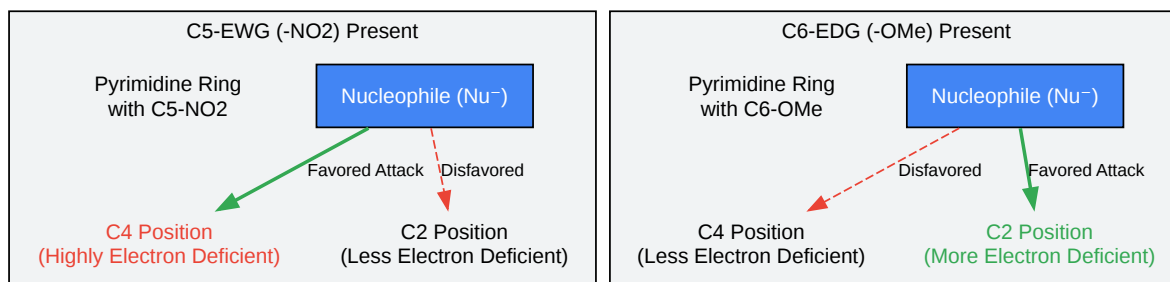 C5-EWG (-NO2) Present
Pyrimidine Ring
with C5-NO2
Nucleophile (Nu⁻)
Favored Attack
Disfavored
C4 Position
(Highly Electron Deficient)
C2 Position
(Less Electron Deficient)
C6-EDG (-OMe) Present
Pyrimidine Ring
with C6-OMe
Nucleophile (Nu⁻)
Disfavored
Favored Attack
C4 Position
(Less Electron Deficient)
C2 Position
(More Electron Deficient)